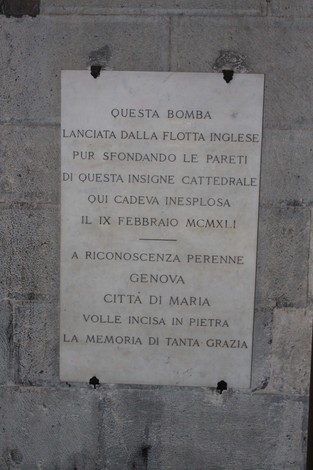 QUESTA BOMBA
LANCIATA DALLA FLOTTA INGLESE
PUR SFONDANDO LE PARETI
DI QUESTA INSIGNE CATTEDRALE
QUI CADEVA INESPLOSA
IL IX FEBBRAIO MCMXLI
A RICONOSCENZA PERENNE
GENOVA
CITTÀ DI MARIA
VOLLE INCISA IN PIETRA
LA MEMORIA DI TANTA GRAZIA